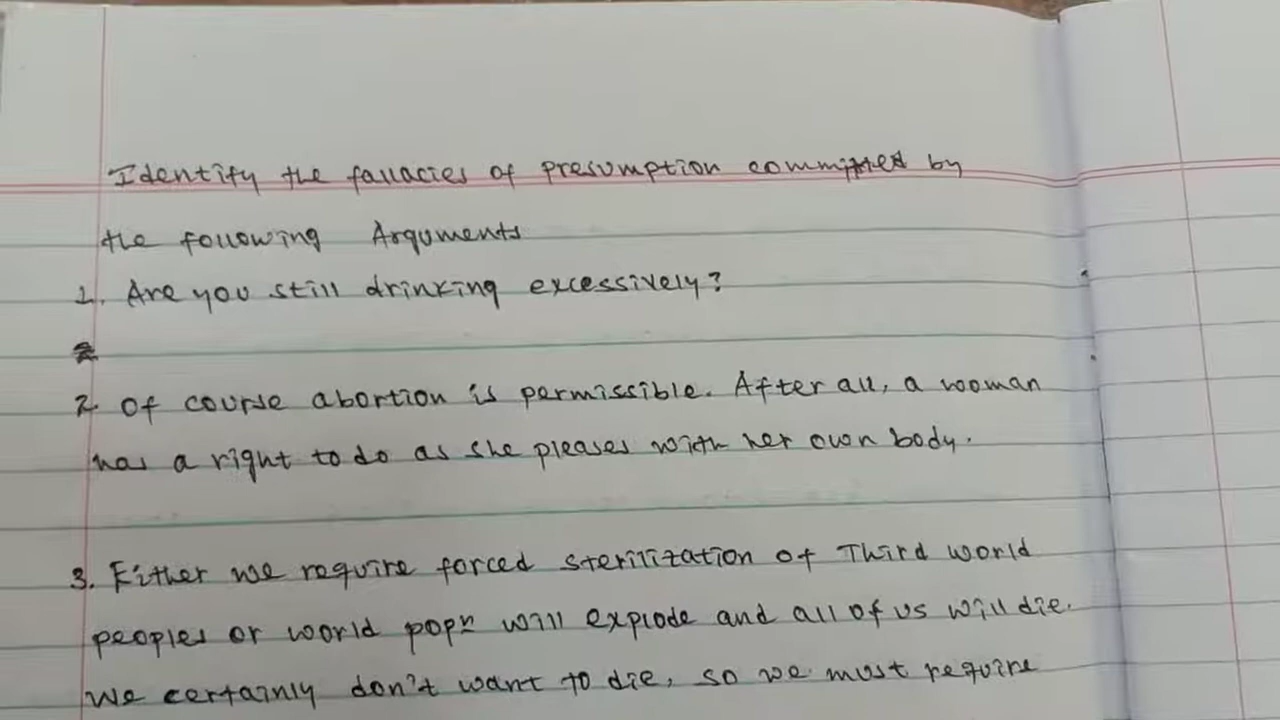 Identify the fallacies of presumption committed by
the following Arguments
1. Are you still drinking excessively?
2. Of course abortion is permissible. After all, a woman
has a right to do as she pleases with her own body.
3. Either we require forced sterilization of Third world
peoples or world popn will explode and all of us will die.
We certainly don't want to die, so we must require